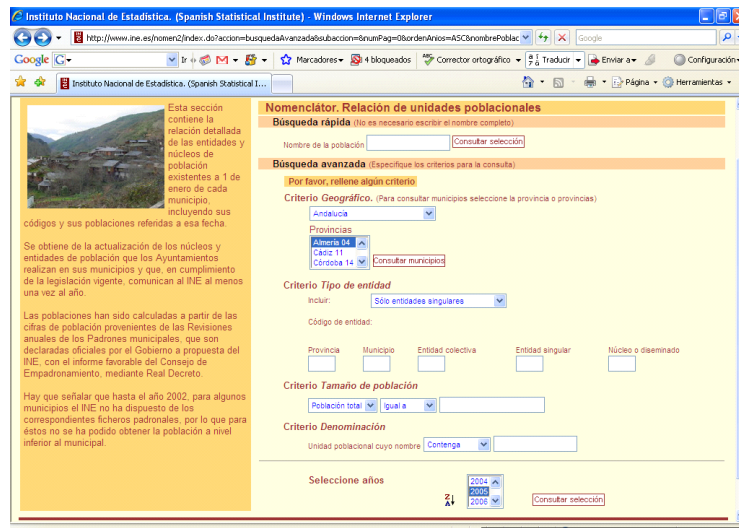 Instituto Nacional de Estadística. (Spanish Statistical Institute) - Windows Internet Explorer
http://www.ine.es/nomen2/index.do?accion=busquedaAvanzada&subaccion=&numPag=0&ordenAnios=ASC&nombrePoblac
Google
Google
Ir
Marcadores
4 bloqueados
Corrector ortográfico
Traducir
Enviar a
Configuración
Instituto Nacional de Estadística. (Spanish Statistical I...
Página
Herramientas
Esta sección
contiene la
relación detallada
de las entidades y
núcleos de
población
existentes a 1 de
enero de cada
municipio,
incluyendo sus
códigos y sus poblaciones referidas a esa fecha.
Se obtiene de la actualización de los núcleos y
entidades de población que los Ayuntamientos
realizan en sus municipios y que, en cumplimiento
de la legislación vigente, comunican al INE al menos
una vez al año.
Las poblaciones han sido calculadas a partir de las
cifras de población provenientes de las Revisiones
anuales de los Padrones municipales, que son
declaradas oficiales por el Gobierno a propuesta del
INE, con el informe favorable del Consejo de
Empadronamiento, mediante Real Decreto.
Hay que señalar que hasta el año 2002, para algunos
municipios el INE no ha dispuesto de los
correspondientes ficheros padronales, por lo que para
éstos no se ha podido obtener la población a nivel
inferior al municipal.
Nomenclátor. Relación de unidades poblacionales
Búsqueda rápida (No es necesario escribir el nombre completo)
Nombre de la población Consultar selección
Búsqueda avanzada (Especifique los criterios para la consulta)
Por favor, rellene algún criterio
Criterio Geográfico. (Para consultar municipios seleccione la provincia o provincias)
Andalucía
Provincias
Almería 04
Cádiz 11
Córdoba 14 Consultar municipios
Criterio Tipo de entidad
Incluir: Sólo entidades singulares
Código de entidad:
Provincia Municipio Entidad colectiva Entidad singular Núcleo o diseminado
Criterio Tamaño de población
Población total Igual a
Criterio Denominación
Unidad poblacional cuyo nombre Contenga
Seleccione años
2004
2005
2006
Z
A
Consultar selección